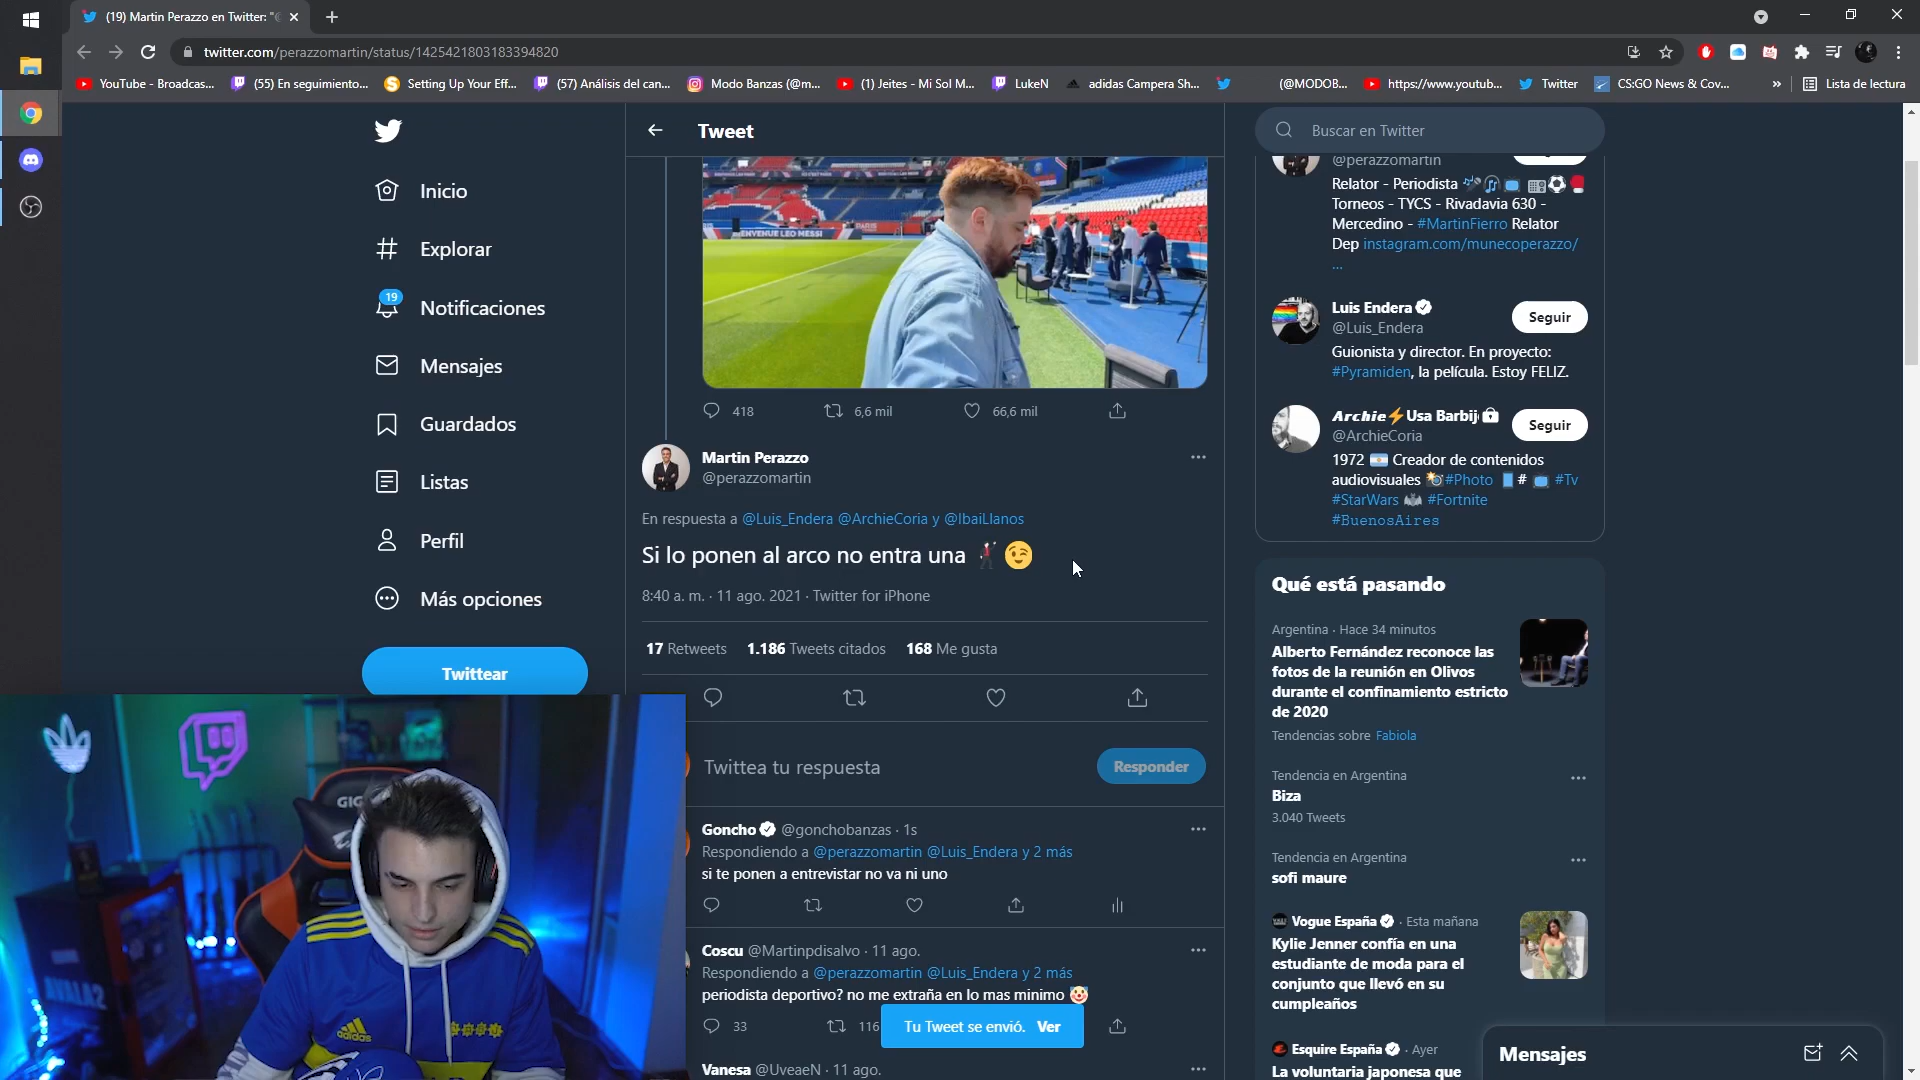 (19) Martin Perazzo en Twitter: "
twitter.com/perazzomartin/status/1425421803183394820
YouTube - Broadcas...
(55) En seguimiento...
Setting Up Your Eff...
(57) Análisis del can...
Modo Banzas (@m...
(1) Jeites - Mi Sol M...
LukeN
adidas Campera Sh...
(@MODOB...
https://www.youtub...
Twitter
CS:GO News & Cov...
»
Lista de lectura
Inicio
Explorar
19
Notificaciones
Mensajes
Guardados
Listas
Perfil
Más opciones
Twittear
Tweet
BIENVENUE LEO MESSI
418
6,6 mil
66,6 mil
Martin Perazzo
@perazzomartin
En respuesta a @Luis_Endera @ArchieCoria y @IbaiLlanos
Si lo ponen al arco no entra una 🕺😉
8:40 a. m. · 11 ago. 2021 · Twitter for iPhone
17 Retweets 1.186 Tweets citados 168 Me gusta
Twittea tu respuesta
Responder
Goncho @gonchobanzas · 1s
Respondiendo a @perazzomartin @Luis_Endera y 2 más
si te ponen a entrevistar no va ni uno
Coscu @Martinpdisalvo · 11 ago.
Respondiendo a @perazzomartin @Luis_Endera y 2 más
periodista deportivo? no me extraña en lo mas minimo 🤡
33
116
Tu Tweet se envió. Ver
Vanesa @UveaeN · 11 ago.
Buscar en Twitter
@perazzomartin
Relator - Periodista
Torneos - TYCS - Rivadavia 630 -
Mercedino - #MartinFierro Relator
Dep instagram.com/munecoperazzo/
...
Luis Endera
@Luis_Endera
Seguir
Guionista y director. En proyecto:
#Pyramiden, la película. Estoy FELIZ.
Archie⚡Usa Barbij
@ArchieCoria
Seguir
1972 🇦🇷 Creador de contenidos
audiovisuales 📸#Photo # 📺 #Tv
#StarWars 🦇 #Fortnite
#BuenosAires
Qué está pasando
Argentina · Hace 34 minutos
Alberto Fernández reconoce las
fotos de la reunión en Olivos
durante el confinamiento estricto
de 2020
Tendencias sobre Fabiola
Tendencia en Argentina
Biza
3.040 Tweets
Tendencia en Argentina
sofi maure
Vogue España · Esta mañana
Kylie Jenner confía en una
estudiante de moda para el
conjunto que llevó en su
cumpleaños
Esquire España · Ayer
La voluntaria japonesa que
Mensajes
adidas